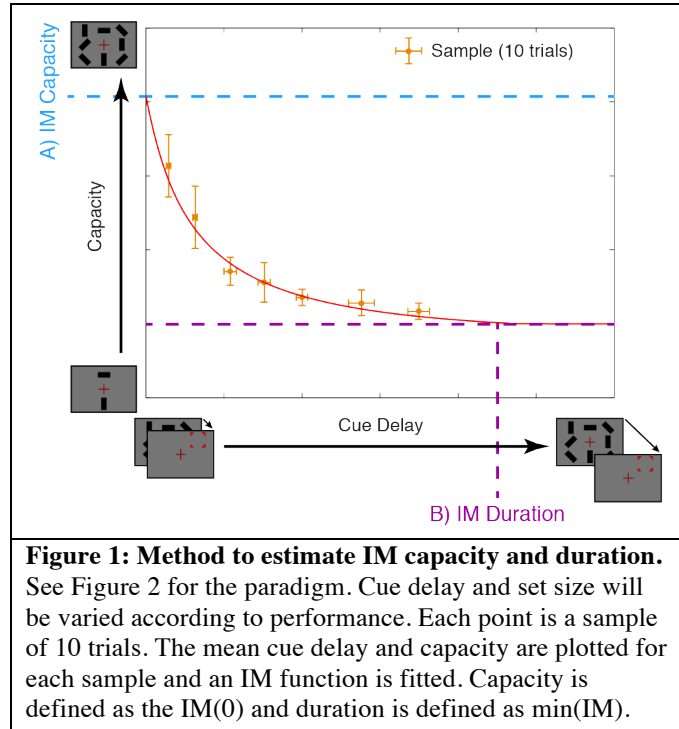 Sample (10 trials)
A) IM Capacity
Capacity
Cue Delay
B) IM Duration
Figure 1: Method to estimate IM capacity and duration.
See Figure 2 for the paradigm. Cue delay and set size will
be varied according to performance. Each point is a sample
of 10 trials. The mean cue delay and capacity are plotted for
each sample and an IM function is fitted. Capacity is
defined as the IM(0) and duration is defined as min(IM).